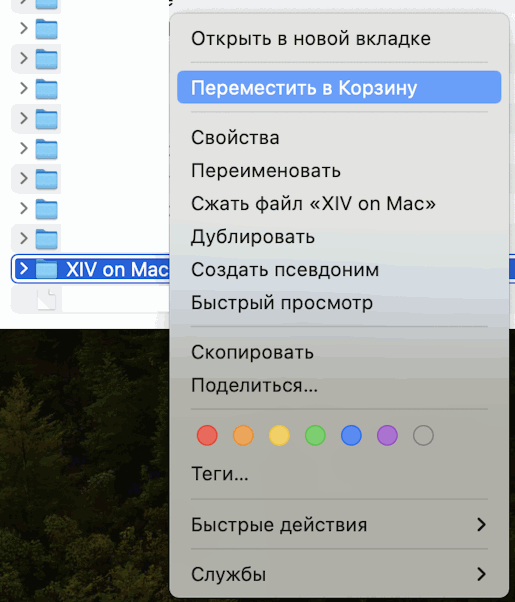 Открыть в новой вкладке
Переместить в Корзину
Свойства
Переименовать
Сжать файл «XIV on Mac»
Дублировать
Создать псевдоним
Быстрый просмотр
XIV on Mac
Скопировать
Поделиться...
Теги...
Быстрые действия
Службы